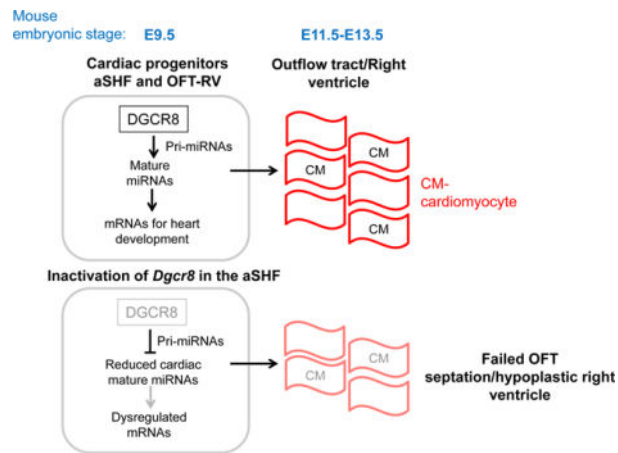 Mouse
embryonic stage: E9.5 E11.5-E13.5
Cardiac progenitors
aSHF and OFT-RV
Outflow tract/Right
ventricle
DGCR8
Pri-miRNAs
Mature
miRNAs
mRNAs for heart
development
CM
CM
CM
CM-
cardiomyocyte
Inactivation of Dgcr8 in the aSHF
DGCR8
Pri-miRNAs
Reduced cardiac
mature miRNAs
Dysregulated
mRNAs
CM
CM
Failed OFT
septation/hypoplastic right
ventricle